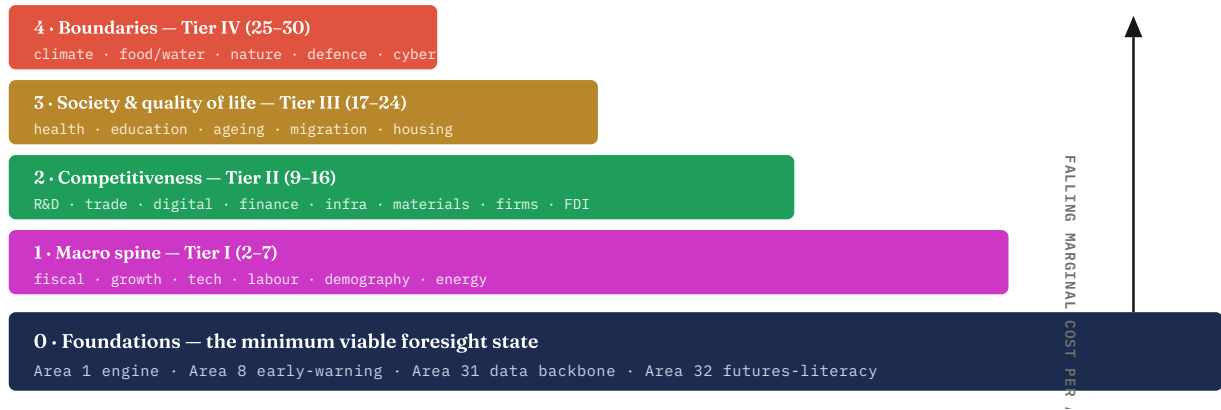 4 · Boundaries — Tier IV (25–30)
climate · food/water · nature · defence · cyber
3 · Society & quality of life — Tier III (17–24)
health · education · ageing · migration · housing
2 · Competitiveness — Tier II (9–16)
R&D · trade · digital · finance · infra · materials · firms · FDI
1 · Macro spine — Tier I (2–7)
fiscal · growth · tech · labour · demography · energy
0 · Foundations — the minimum viable foresight state
Area 1 engine · Area 8 early-warning · Area 31 data backbone · Area 32 futures-literacy
FALLING MARGINAL COST PER